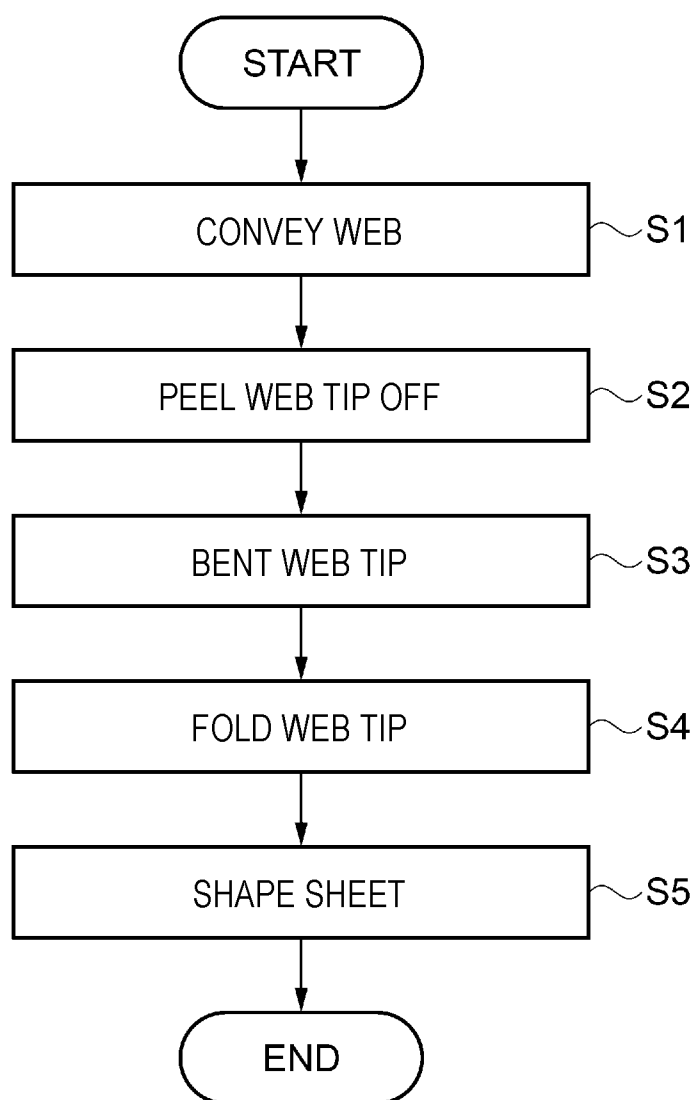 START
CONVEY WEB S1
PEEL WEB TIP OFF S2
BENT WEB TIP S3
FOLD WEB TIP S4
SHAPE SHEET S5
END